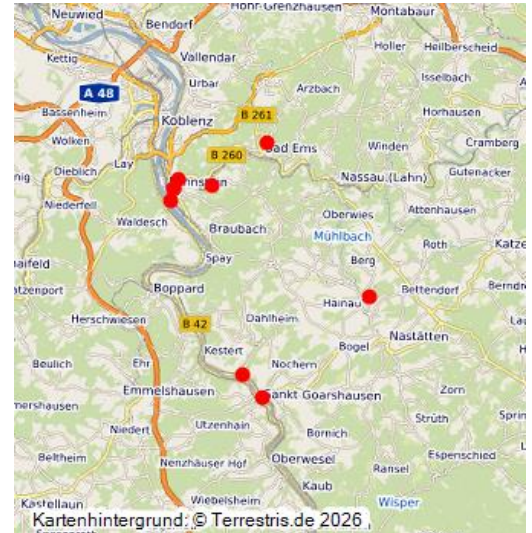 Neuwied
Bendorf
Höhr-Grenzhausen
Montabaur
Kettig
Vallendar
Holler
Heilberscheid
Urbar
Isselbach
A 48
Arzbach
Bassenheim
Koblenz
B 261
Horhausen
Wolken
Bad Ems
Winden
Cramberg
Dieblich
Lay
B 260
Gutenacker
Nassau (Lahn)
Niederfell
Waldesch
Braubach
Oberwies
Attenhausen
Mühlbach
Roth
Katze
Spay
Berg
Boppard
Bettendorf
Berndro
Hainau
Herschwiesen
B 42
Dahlheim
Nastätten
Bogel
Beulich
Ehr
Kestert
Nochern
Emmelshausen
Sankt Goarshausen
Zorn
mershausen
Utzenhain
Bornich
Strüth
Niedert
Beltheim
Nenzhäuser Hof
Oberwesel
Espenschied
Ransel
Kaub
Kastellaun
Wiebelsheim
Wisper
Kartenhintergrund: © Terrestris.de 2026